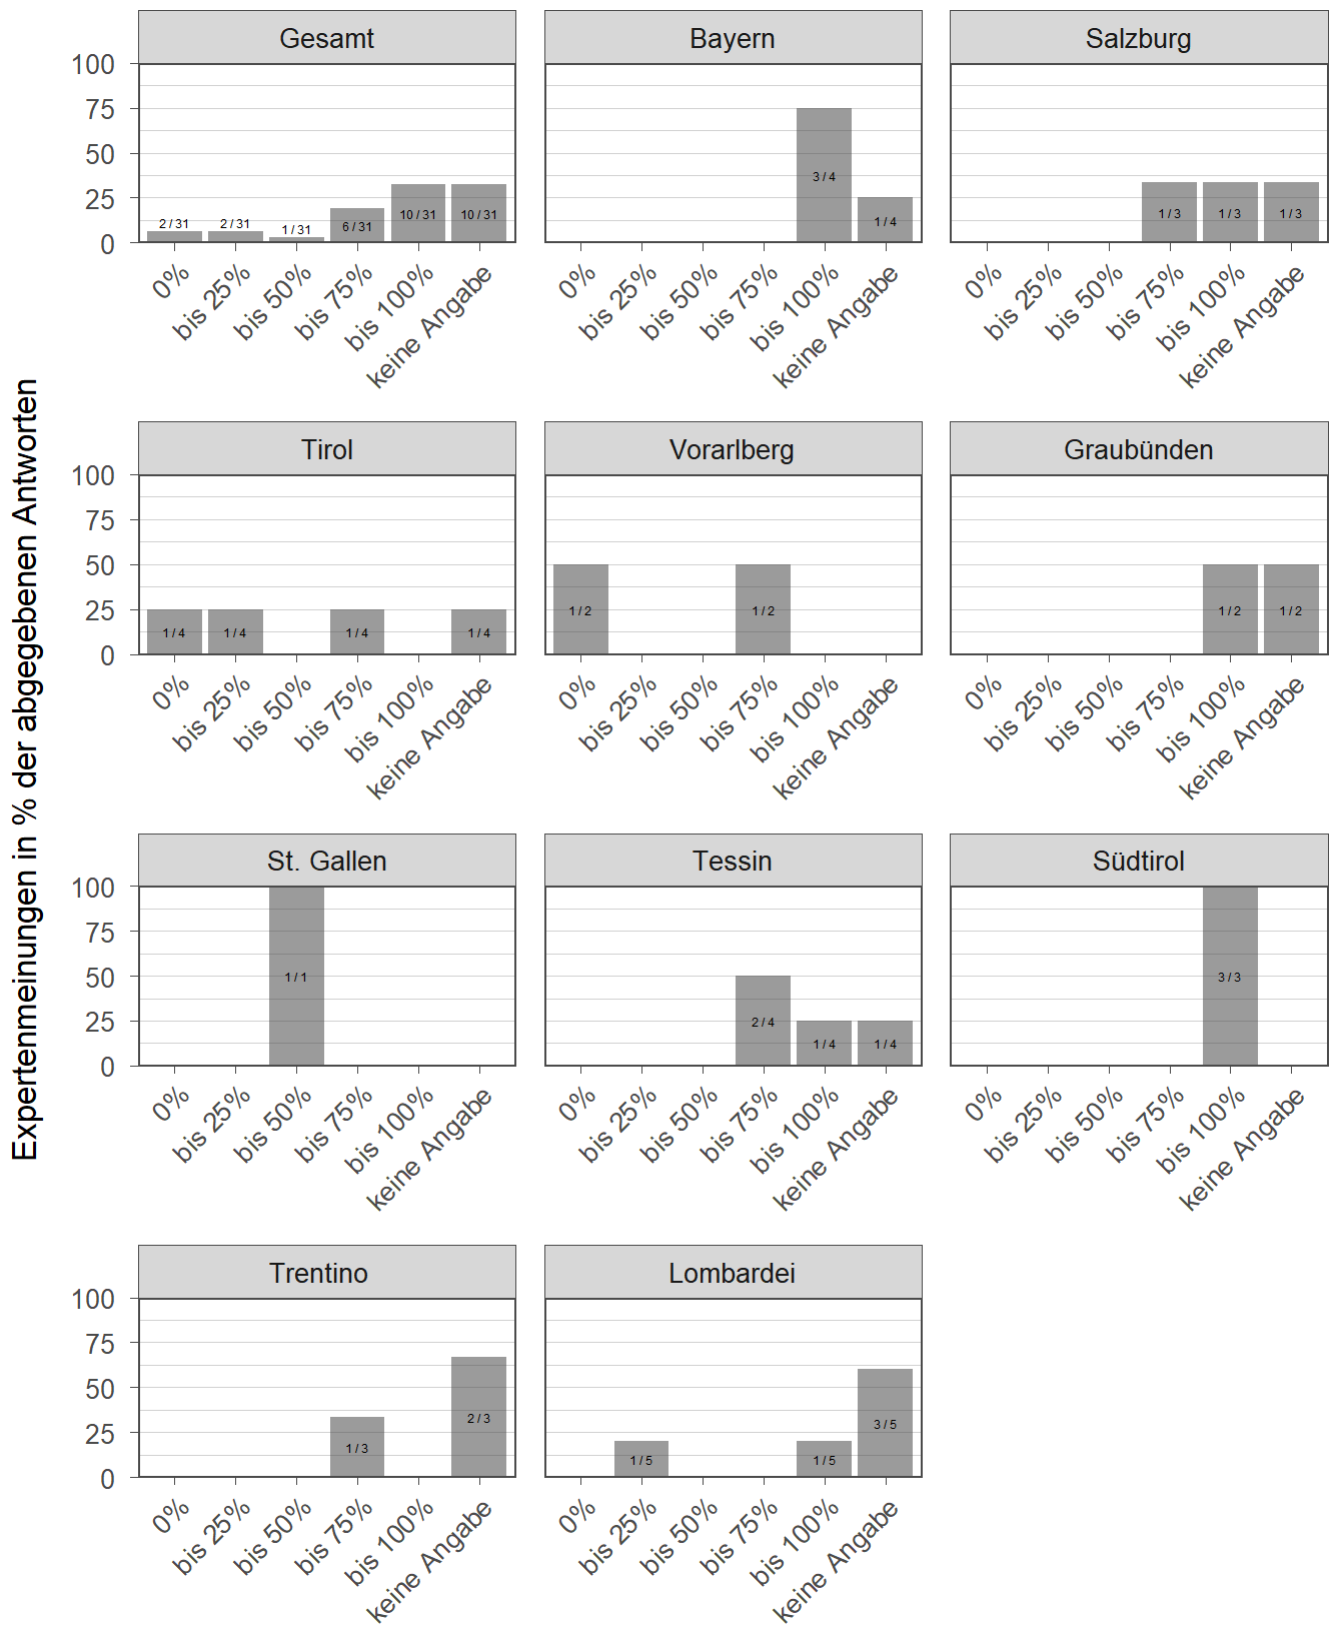 Expertenmeinungen in % der abgegebenen Antworten
Gesamt
100
75
50
25
0
2 / 31
2 / 31
1 / 31
6 / 31
10 / 31
10 / 31
0%
bis 25%
bis 50%
bis 75%
bis 100%
keine Angabe
Bayern
3 / 4
1 / 4
0%
bis 25%
bis 50%
bis 75%
bis 100%
keine Angabe
Salzburg
1 / 3
1 / 3
1 / 3
0%
bis 25%
bis 50%
bis 75%
bis 100%
keine Angabe
Tirol
100
75
50
25
0
1 / 4
1 / 4
1 / 4
1 / 4
0%
bis 25%
bis 50%
bis 75%
bis 100%
keine Angabe
Vorarlberg
1 / 2
1 / 2
0%
bis 25%
bis 50%
bis 75%
bis 100%
keine Angabe
Graubünden
1 / 2
1 / 2
0%
bis 25%
bis 50%
bis 75%
bis 100%
keine Angabe
St. Gallen
100
75
50
25
0
1 / 1
0%
bis 25%
bis 50%
bis 75%
bis 100%
keine Angabe
Tessin
2 / 4
1 / 4
1 / 4
0%
bis 25%
bis 50%
bis 75%
bis 100%
keine Angabe
Südtirol
3 / 3
0%
bis 25%
bis 50%
bis 75%
bis 100%
keine Angabe
Trentino
100
75
50
25
0
1 / 3
2 / 3
0%
bis 25%
bis 50%
bis 75%
bis 100%
keine Angabe
Lombardei
1 / 5
1 / 5
3 / 5
0%
bis 25%
bis 50%
bis 75%
bis 100%
keine Angabe